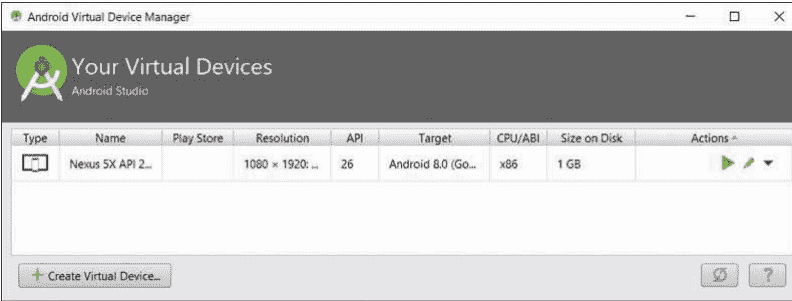 Android Virtual Device Manager
Your Virtual Devices
Android Studio
Type Name Play Store Resolution API Target CPU/ABI Size on Disk Actions
Nexus 5X API 2... 1080 × 1920: ... 26 Android 8.0 (Go... x86 1 GB
+ Create Virtual Device... ?